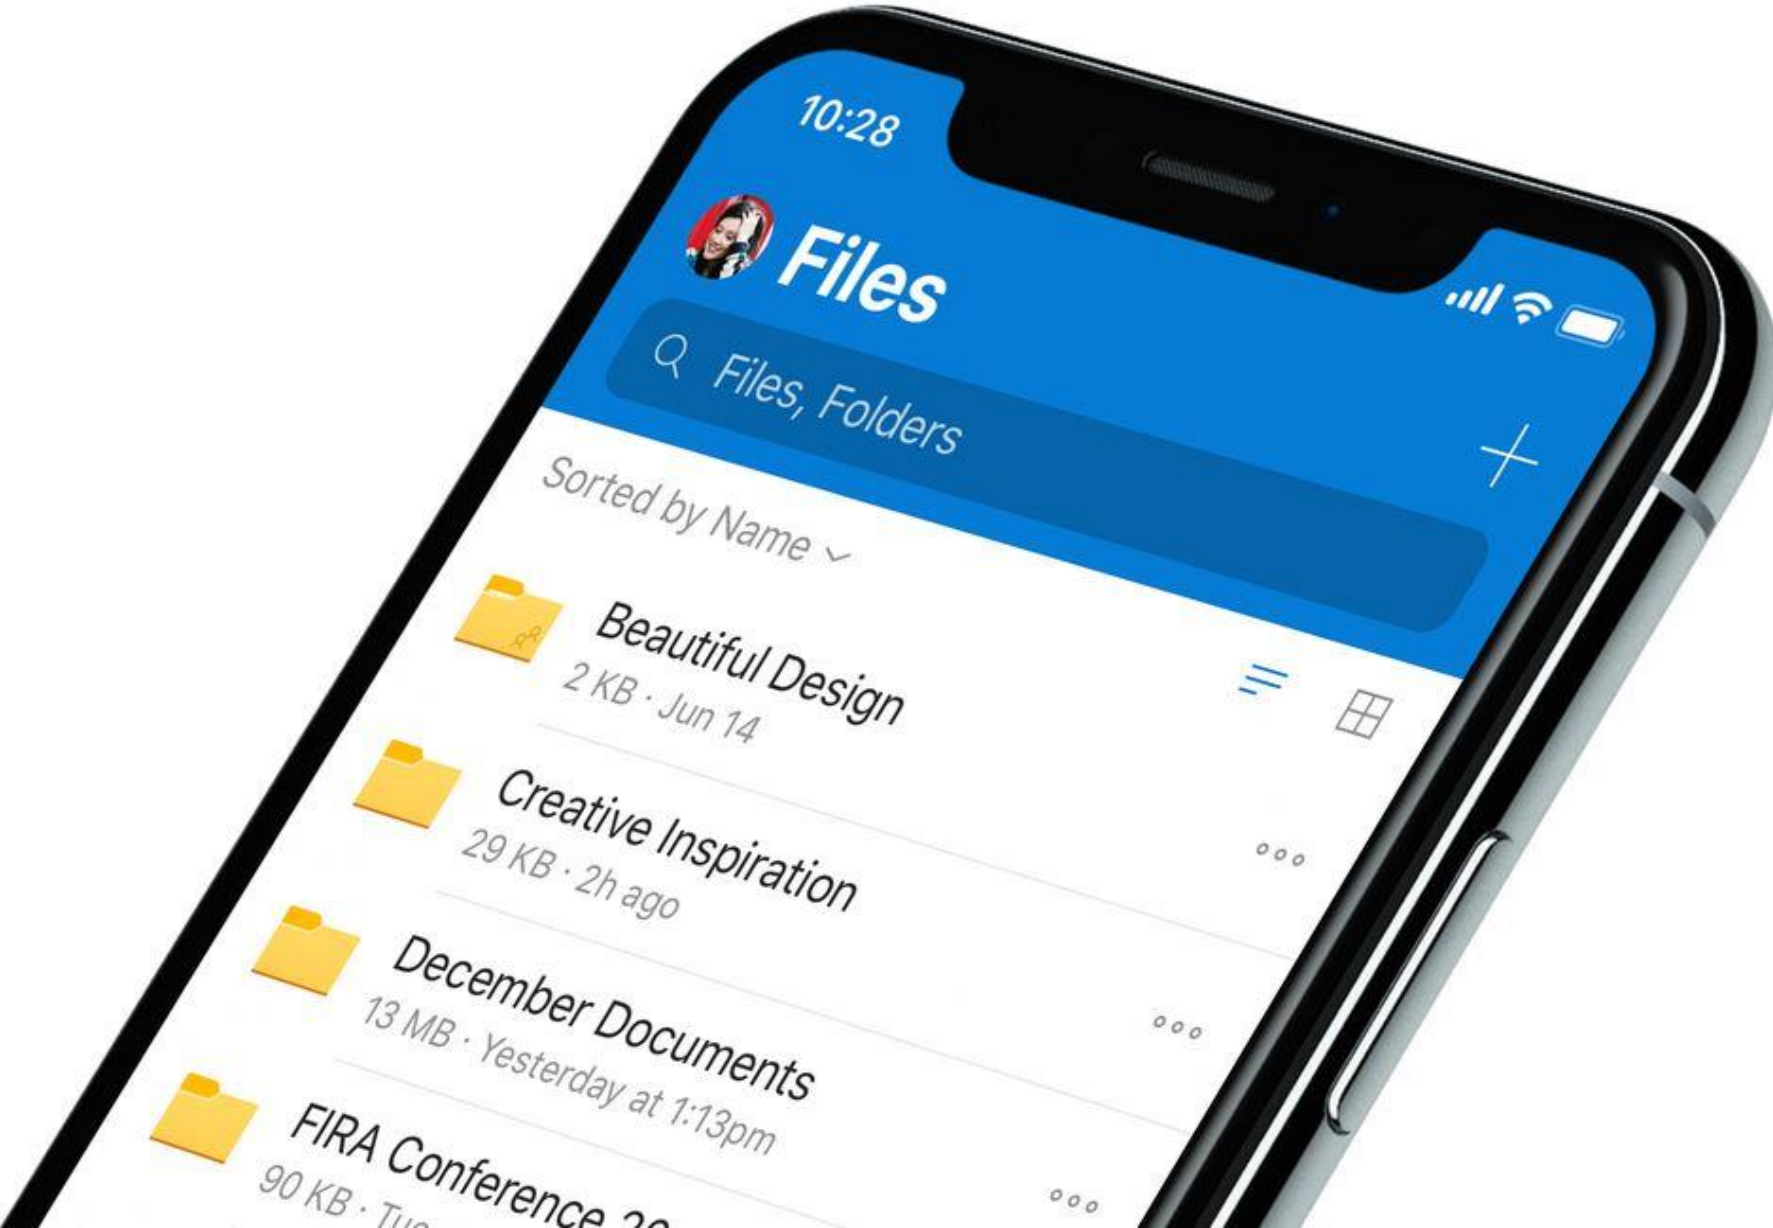 10:28
Files
Files, Folders
Sorted by Name
Beautiful Design
2 KB · Jun 14
Creative Inspiration
29 KB · 2h ago
December Documents
13 MB · Yesterday at 1:13pm
FIRA Conference
90 KB ·